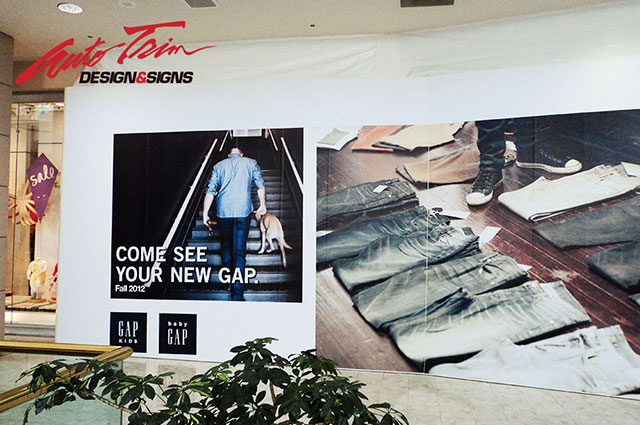 Auto Trim
DESIGN&SIGNS
sale
COME SEE
YOUR NEW GAP.
Fall 2012
GAP
KIDS
baby
GAP